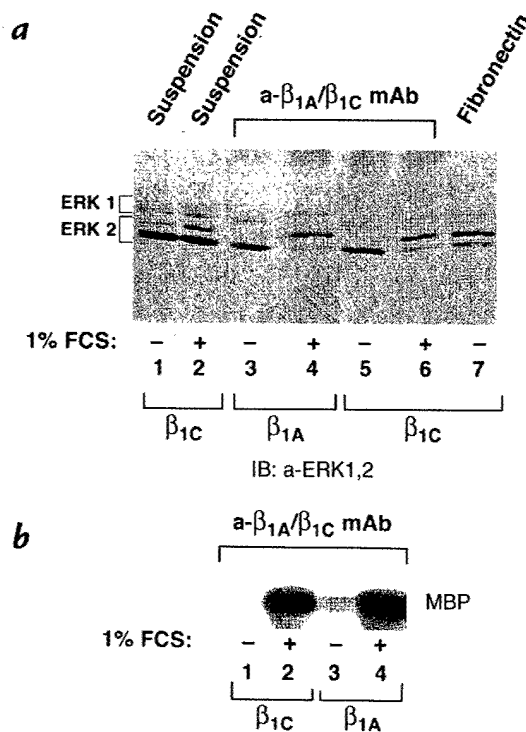 a
Suspension
Suspension
a-β1A/β1C mAb
Fibronectin
ERK 1
ERK 2
1% FCS: – + – + – + –
1 2 3 4 5 6 7
β1C β1A β1C
IB: a-ERK1,2
b
a-β1A/β1C mAb
MBP
1% FCS: – + – +
1 2 3 4
β1C β1A